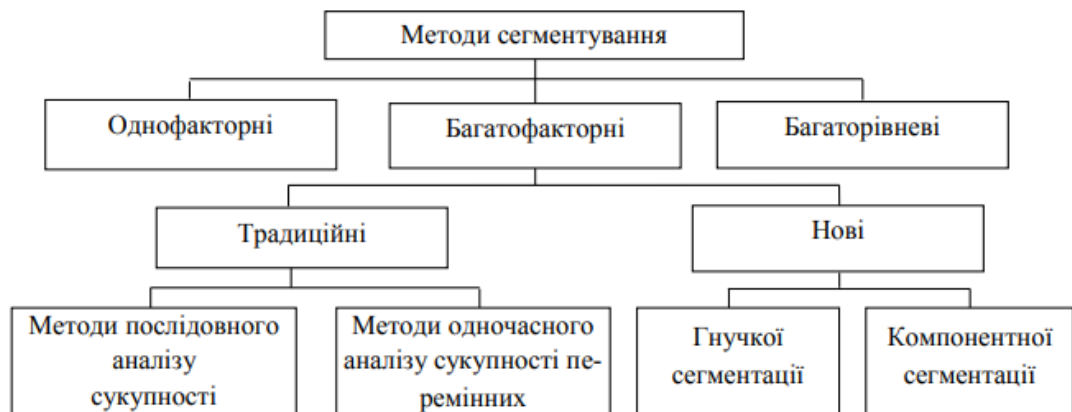 Методи сегментування
Однофакторні
Багатофакторні
Багаторівневі
Традиційні
Нові
Методи послідовного
аналізу
сукупності
Методи одночасного
аналізу сукупності пе-
ремінних
Гнучкої
сегментації
Компонентної
сегментації